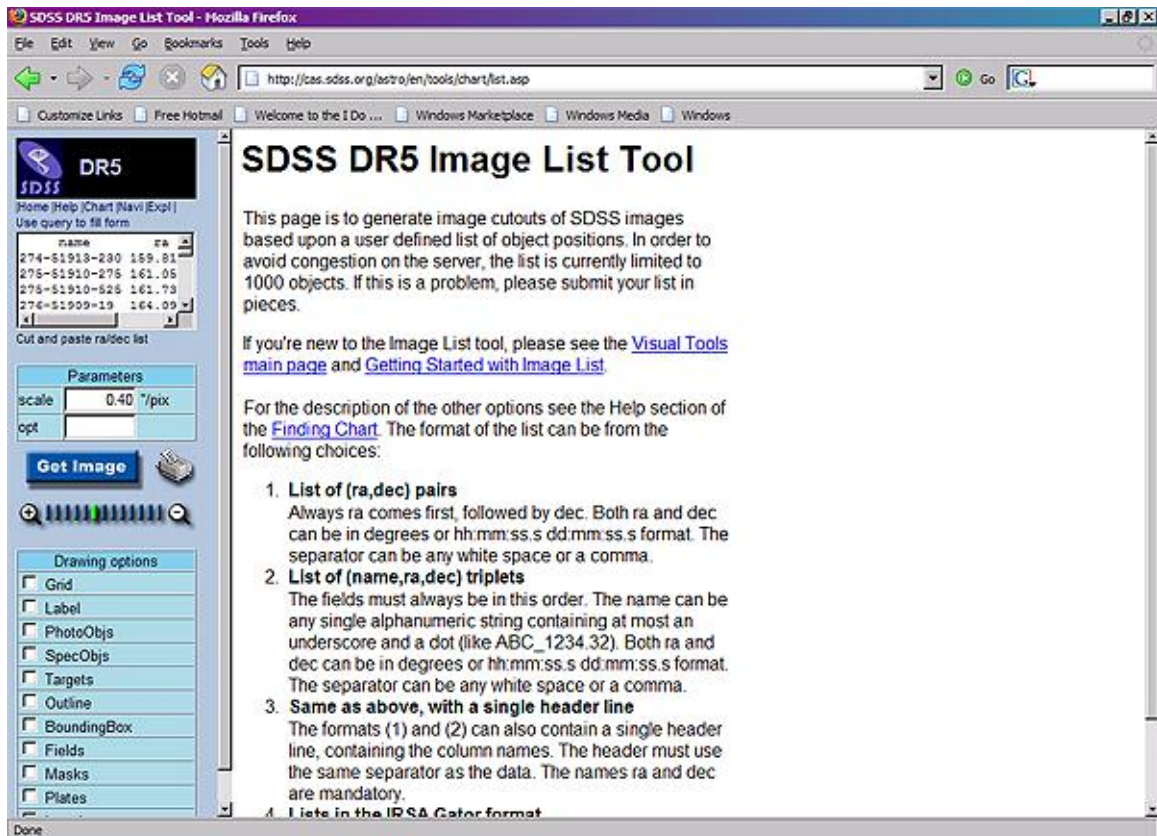 SDSS DR5 Image List Tool - Mozilla Firefox
File Edit View Go Bookmarks Tools Help
http://cas.sdss.org/astro/en/tools/chart/list.asp
Go
G
Customize Links Free Hotmail Welcome to the I Do ... Windows Marketplace Windows Media Windows
SDSS
DR5
|Home |Help |Chart |Navi |Expl |
Use query to fill form
name ra
274-51913-230 159.81
275-51910-275 161.05
275-51910-525 161.73
276-51909-19 164.09
Cut and paste ra/dec list
Parameters
scale 0.40 "/pix
opt
Get Image
Drawing options
Grid
Label
PhotoObjs
SpecObjs
Targets
Outline
BoundingBox
Fields
Masks
Plates
SDSS DR5 Image List Tool
This page is to generate image cutouts of SDSS images
based upon a user defined list of object positions. In order to
avoid congestion on the server, the list is currently limited to
1000 objects. If this is a problem, please submit your list in
pieces.
If you're new to the Image List tool, please see the Visual Tools
main page and Getting Started with Image List.
For the description of the other options see the Help section of
the Finding Chart. The format of the list can be from the
following choices:
1. List of (ra,dec) pairs
Always ra comes first, followed by dec. Both ra and dec
can be in degrees or hh:mm:ss.s dd:mm:ss.s format. The
separator can be any white space or a comma.
2. List of (name,ra,dec) triplets
The fields must always be in this order. The name can be
any single alphanumeric string containing at most an
underscore and a dot (like ABC_1234.32). Both ra and
dec can be in degrees or hh:mm:ss.s dd:mm:ss.s format.
The separator can be any white space or a comma.
3. Same as above, with a single header line
The formats (1) and (2) can also contain a single header
line, containing the column names. The header must use
the same separator as the data. The names ra and dec
are mandatory.
4. Lists in the IRSA Gator format
Done